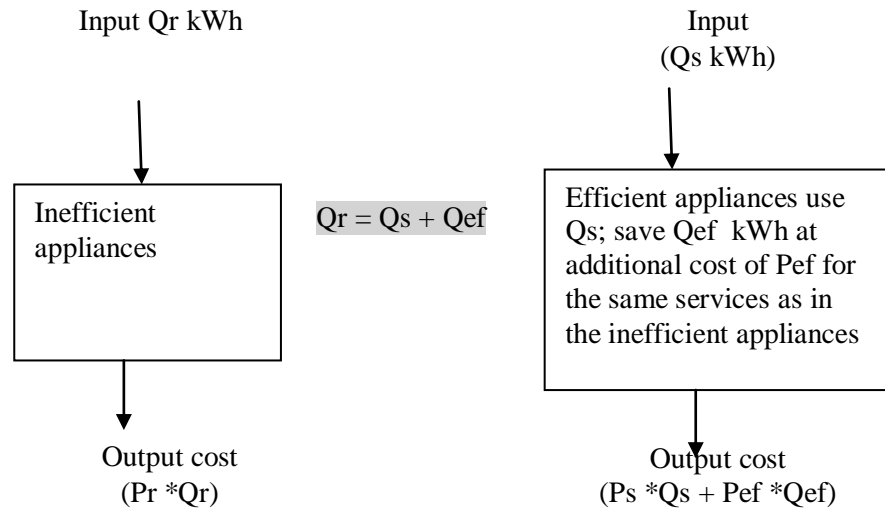 Input Qr kWh
Inefficient
appliances
Output cost
(Pr *Qr)
Qr = Qs + Qef
Input
(Qs kWh)
Efficient appliances use
Qs; save Qef kWh at
additional cost of Pef for
the same services as in
the inefficient appliances
Output cost
(Ps *Qs + Pef *Qef)